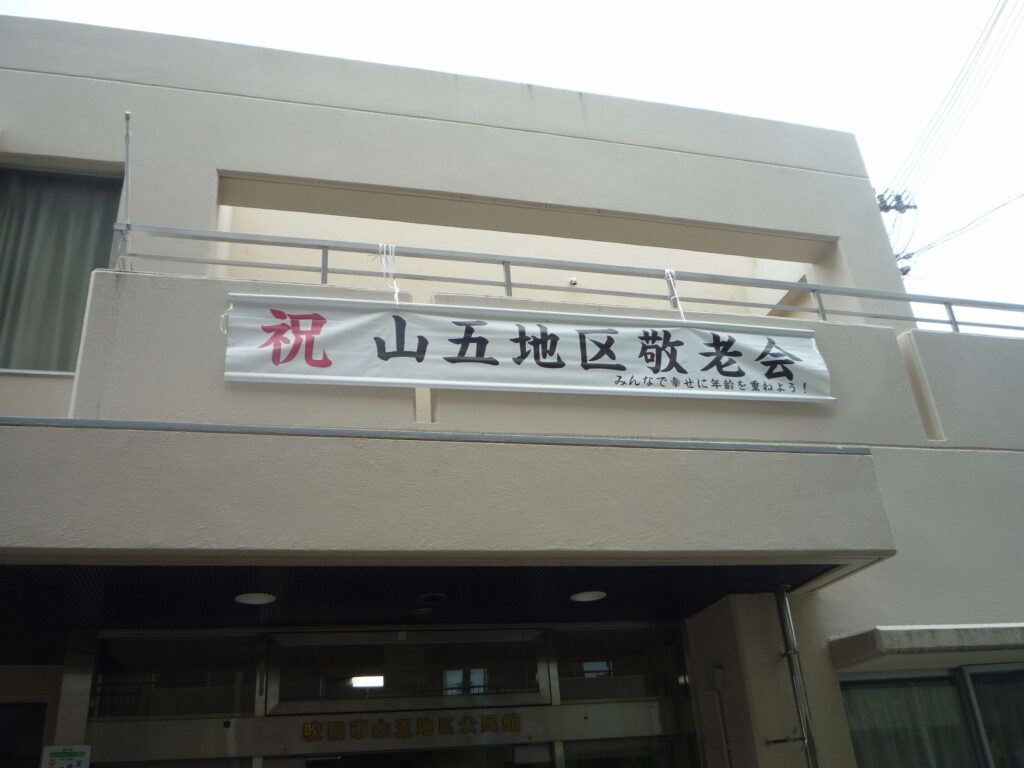 祝 山五地区敬老会
みんなで幸せに年齢を重ねよう!
吹田市山五地区公民館